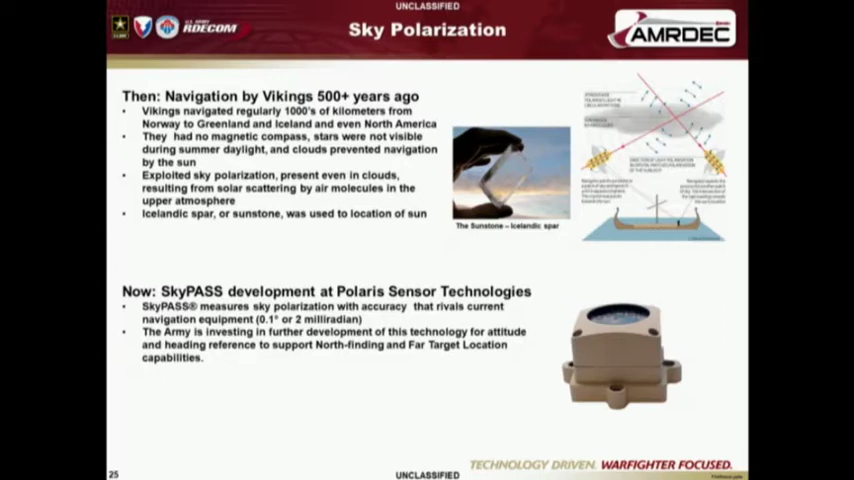 UNCLASSIFIED
U.S. ARMY
RDECOM
Sky Polarization
AMRDEC
Then: Navigation by Vikings 500+ years ago
• Vikings navigated regularly 1000's of kilometers from
Norway to Greenland and Iceland and even North America
• They had no magnetic compass, stars were not visible
during summer daylight, and clouds prevented navigation
by the sun
• Exploited sky polarization, present even in clouds,
resulting from solar scattering by air molecules in the
upper atmosphere
• Icelandic spar, or sunstone, was used to location of sun
The Sunstone – Icelandic spar
Now: SkyPASS development at Polaris Sensor Technologies
• SkyPASS® measures sky polarization with accuracy that rivals current
navigation equipment (0.1° or 2 milliradian)
• The Army is investing in further development of this technology for attitude
and heading reference to support North-finding and Far Target Location
capabilities.
TECHNOLOGY DRIVEN. WARFIGHTER FOCUSED.
25
UNCLASSIFIED